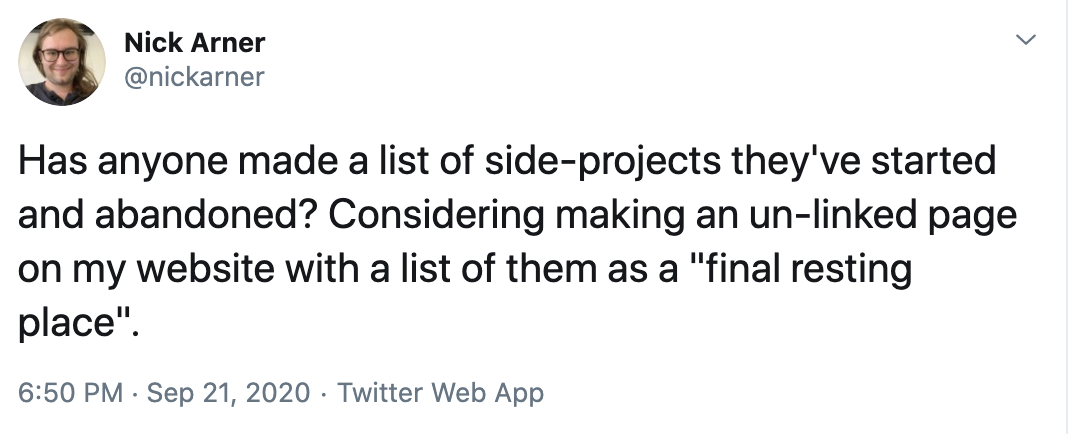 Nick Arner
@nickarner
Has anyone made a list of side-projects they've started
and abandoned? Considering making an un-linked page
on my website with a list of them as a "final resting
place".
6:50 PM · Sep 21, 2020 · Twitter Web App